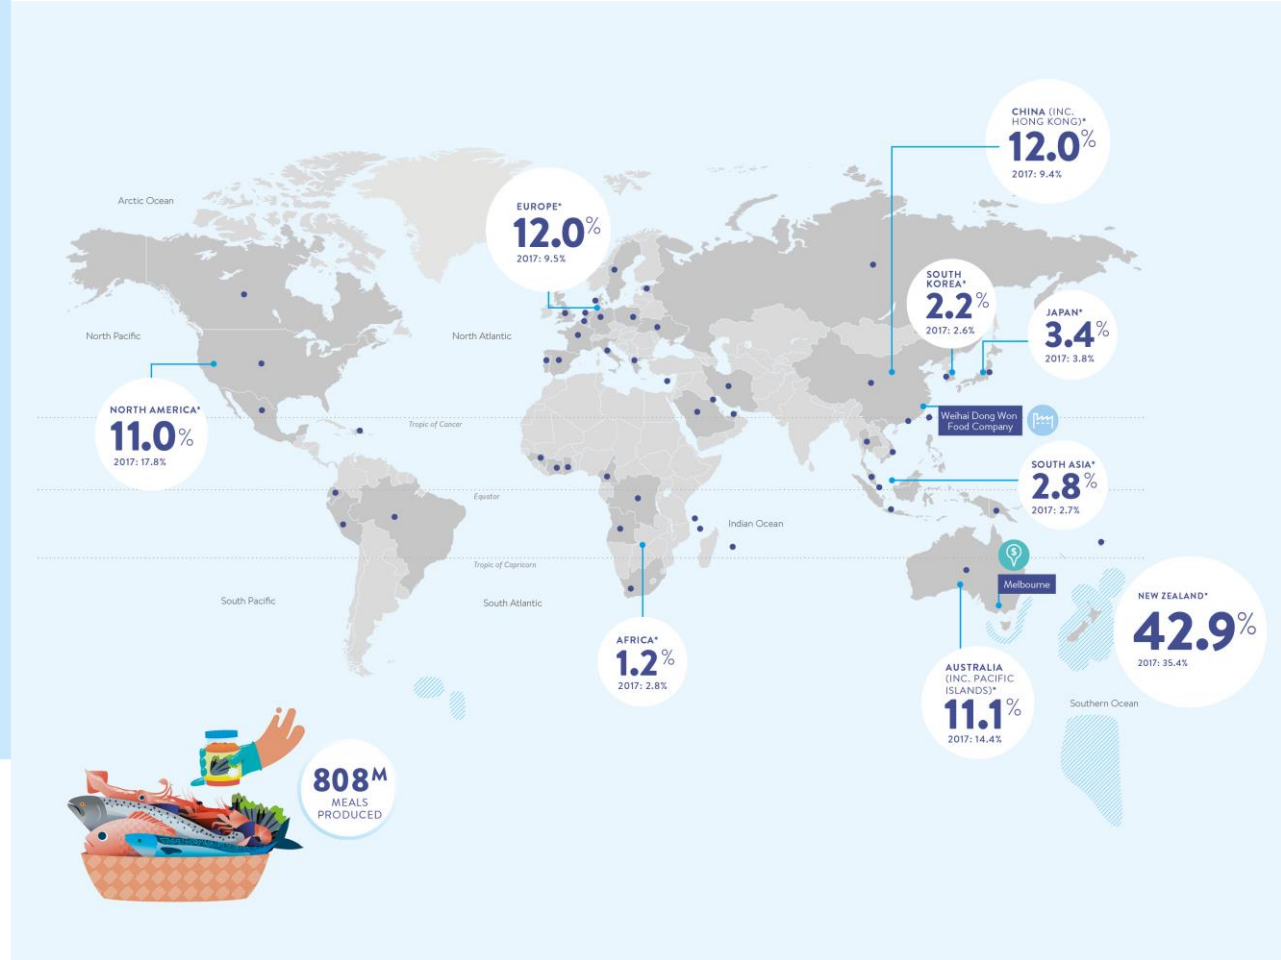 CHINA (INC.
HONG KONG)*
12.0%
2017: 9.4%
Arctic Ocean
EUROPE*
12.0%
2017: 9.5%
SOUTH
KOREA*
2.2%
2017: 2.6%
JAPAN*
3.4%
2017: 3.8%
North Pacific
North Atlantic
NORTH AMERICA*
11.0%
2017: 17.8%
Tropic of Cancer
Weihai Dong Won
Food Company
SOUTH ASIA*
2.8%
2017: 2.7%
Equator
Indian Ocean
Tropic of Capricorn
$
Melbourne
South Pacific
South Atlantic
NEW ZEALAND*
42.9%
2017: 35.4%
AFRICA*
1.2%
2017: 2.8%
AUSTRALIA
(INC. PACIFIC
ISLANDS)*
11.1%
2017: 14.4%
Southern Ocean
808M
MEALS
PRODUCED